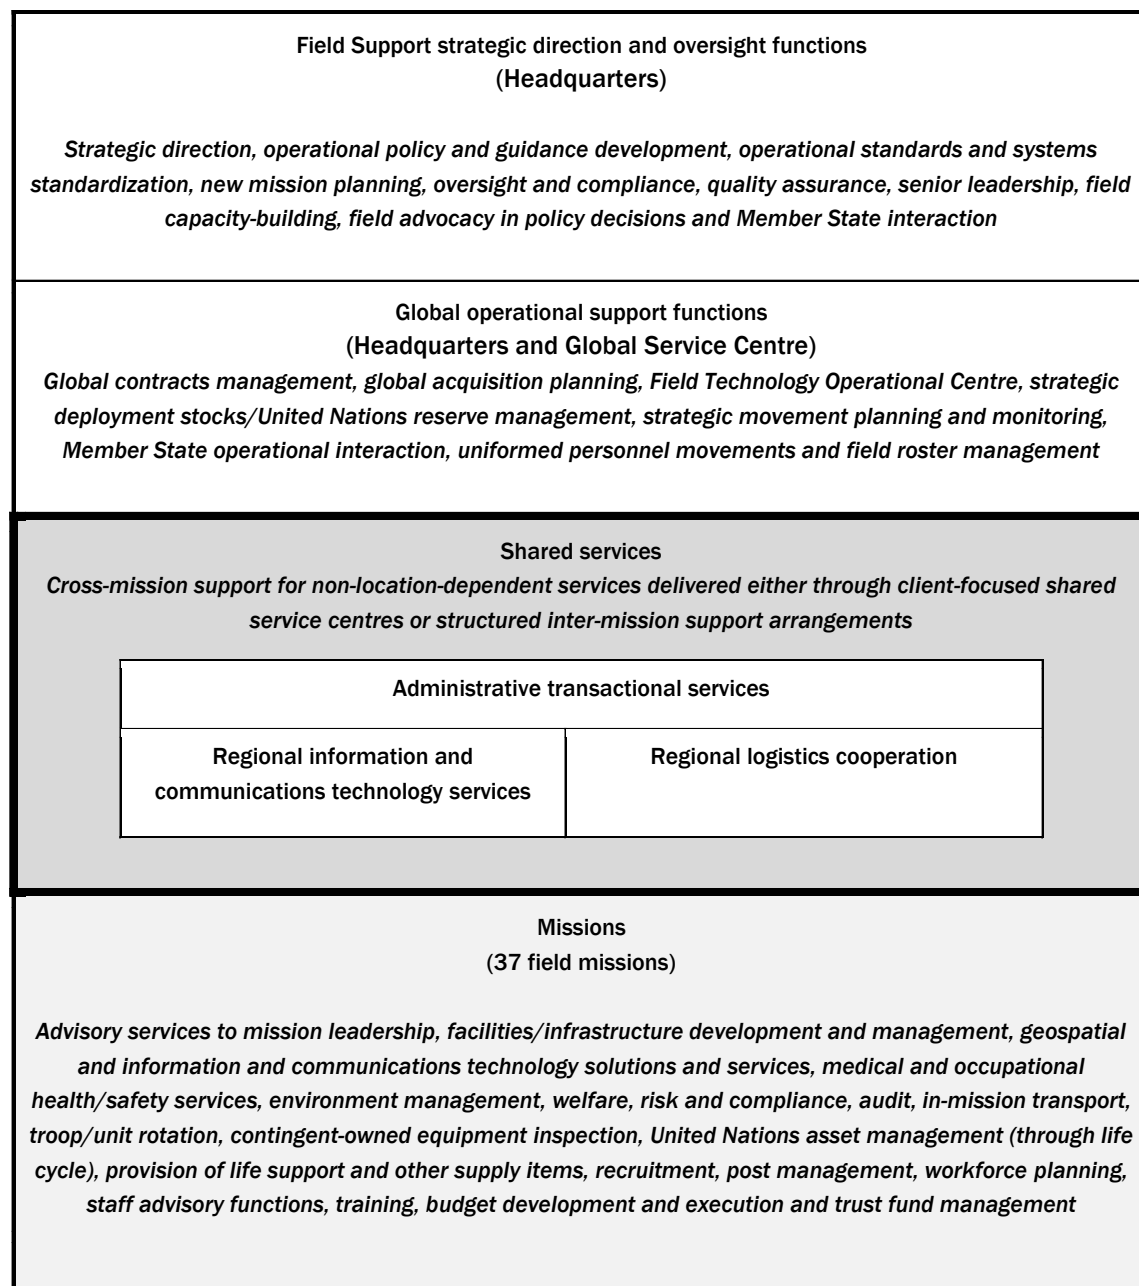 Field Support strategic direction and oversight functions
(Headquarters)
Strategic direction, operational policy and guidance development, operational standards and systems
standardization, new mission planning, oversight and compliance, quality assurance, senior leadership, field
capacity-building, field advocacy in policy decisions and Member State interaction
Global operational support functions
(Headquarters and Global Service Centre)
Global contracts management, global acquisition planning, Field Technology Operational Centre, strategic
deployment stocks/United Nations reserve management, strategic movement planning and monitoring,
Member State operational interaction, uniformed personnel movements and field roster management
Shared services
Cross-mission support for non-location-dependent services delivered either through client-focused shared
service centres or structured inter-mission support arrangements
Administrative transactional services
Regional information and
communications technology services
Regional logistics cooperation
Missions
(37 field missions)
Advisory services to mission leadership, facilities/infrastructure development and management, geospatial
and information and communications technology solutions and services, medical and occupational
health/safety services, environment management, welfare, risk and compliance, audit, in-mission transport,
troop/unit rotation, contingent-owned equipment inspection, United Nations asset management (through life
cycle), provision of life support and other supply items, recruitment, post management, workforce planning,
staff advisory functions, training, budget development and execution and trust fund management